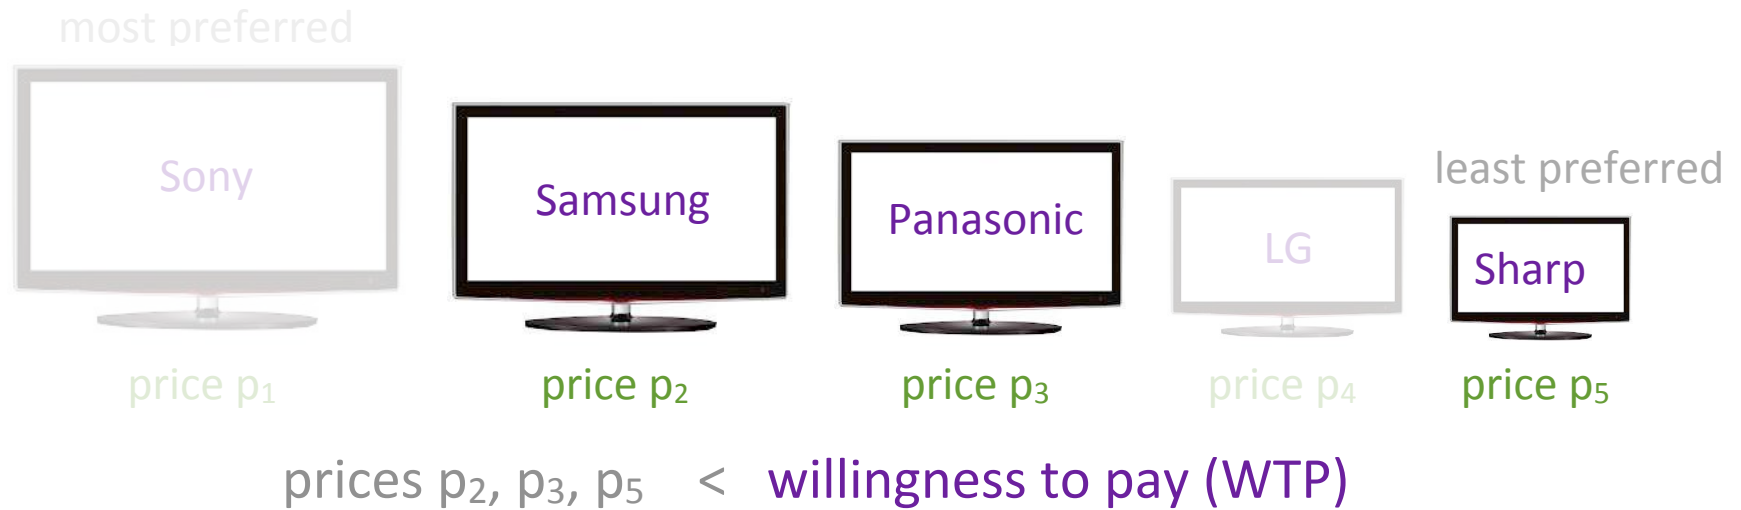 most preferred
least preferred
Sony
Samsung
Panasonic
LG
Sharp
price p₁
price p₂
price p₃
price p₄
price p₅
prices p₂, p₃, p₅ < willingness to pay (WTP)